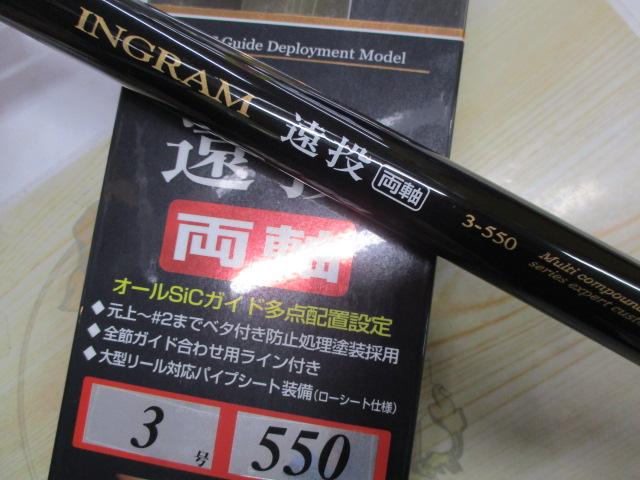 Guide Deployment Model
INGRAM 遠投 両軸 3-550
Multi compound
series expert cus
遠投
両軸
オールSiCガイド多点配置設定
◆元上～#2までベタ付き防止処理塗装採用
◆全節ガイド合わせ用ライン付き
◆大型リール対応パイプシート装備(ローシート仕様)
3号 550